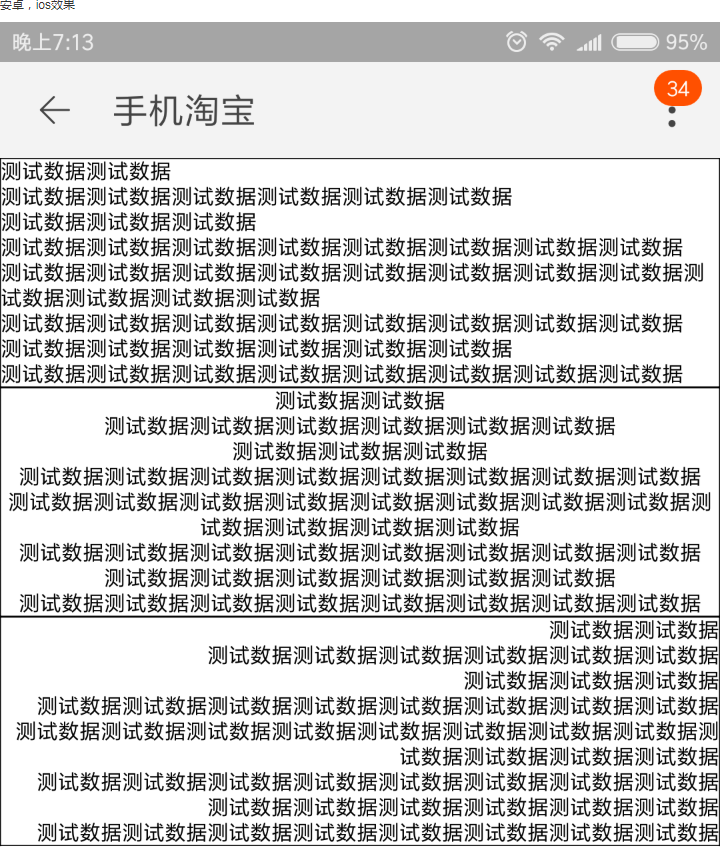 安卓，ios效果
晚上7:13 95%
手机淘宝 34
测试数据测试数据
测试数据测试数据测试数据测试数据测试数据测试数据
测试数据测试数据测试数据
测试数据测试数据测试数据测试数据测试数据测试数据测试数据测试数据
测试数据测试数据测试数据测试数据测试数据测试数据测试数据测试数据测
试数据测试数据测试数据测试数据
测试数据测试数据测试数据测试数据测试数据测试数据测试数据测试数据
测试数据测试数据测试数据测试数据测试数据测试数据
测试数据测试数据测试数据测试数据测试数据测试数据测试数据测试数据
测试数据测试数据
测试数据测试数据测试数据测试数据测试数据测试数据
测试数据测试数据测试数据
测试数据测试数据测试数据测试数据测试数据测试数据测试数据测试数据
测试数据测试数据测试数据测试数据测试数据测试数据测试数据测试数据测
试数据测试数据测试数据测试数据
测试数据测试数据测试数据测试数据测试数据测试数据测试数据测试数据
测试数据测试数据测试数据测试数据测试数据测试数据
测试数据测试数据测试数据测试数据测试数据测试数据测试数据测试数据
测试数据测试数据
测试数据测试数据测试数据测试数据测试数据测试数据
测试数据测试数据测试数据
测试数据测试数据测试数据测试数据测试数据测试数据测试数据测试数据
测试数据测试数据测试数据测试数据测试数据测试数据测试数据测试数据测
试数据测试数据测试数据测试数据
测试数据测试数据测试数据测试数据测试数据测试数据测试数据测试数据
测试数据测试数据测试数据测试数据测试数据测试数据
测试数据测试数据测试数据测试数据测试数据测试数据测试数据测试数据